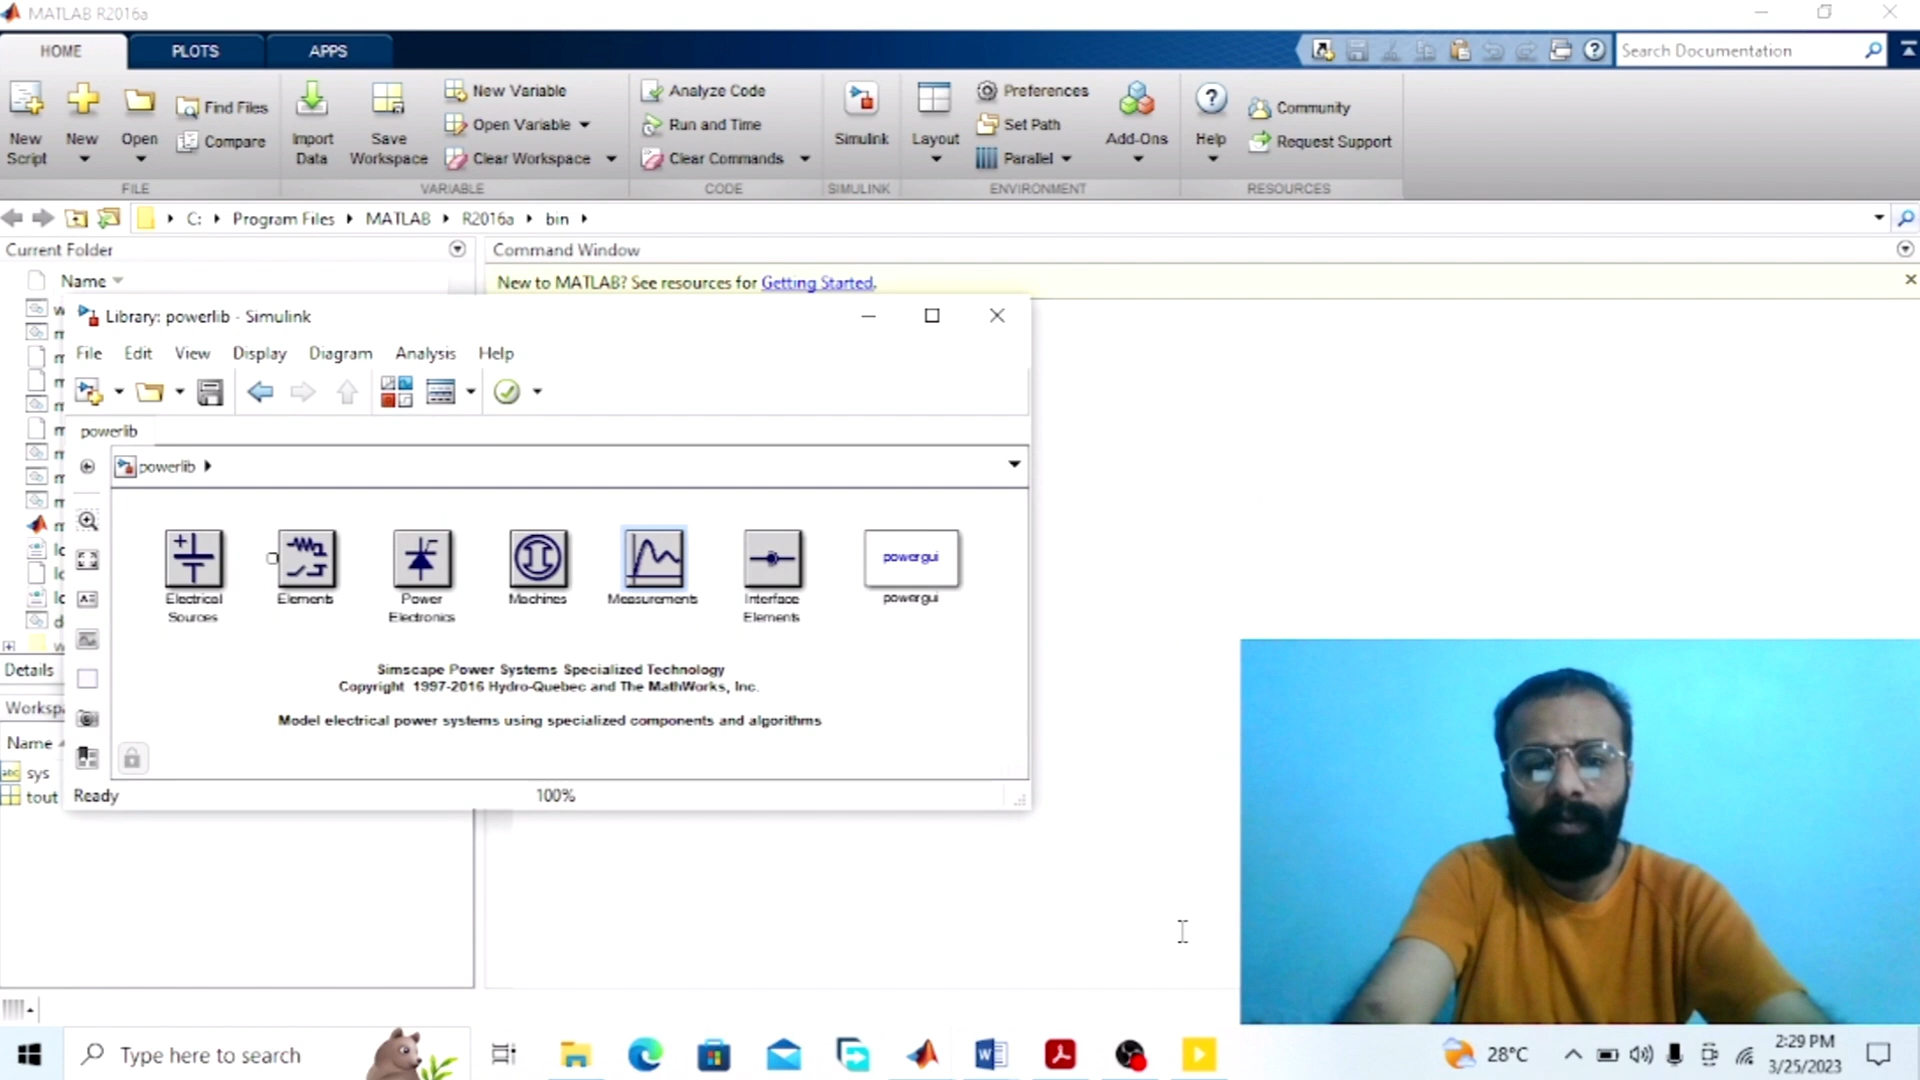 MATLAB R2016a
HOME PLOTS APPS
Search Documentation
New Script
New
Open
Find Files
Compare
Import Data
Save Workspace
New Variable
Open Variable
Clear Workspace
Analyze Code
Run and Time
Clear Commands
Simulink
Layout
Preferences
Set Path
Parallel
Add-Ons
Help
Community
Request Support
FILE VARIABLE CODE SIMULINK ENVIRONMENT RESOURCES
C: Program Files MATLAB R2016a bin
Current Folder
Command Window
Name
New to MATLAB? See resources for Getting Started.
Library: powerlib - Simulink
File Edit View Display Diagram Analysis Help
powerlib
powerlib
powergui
Electrical Sources
Elements
Power Electronics
Machines
Measurements
Interface Elements
powergui
Simscape Power Systems Specialized Technology
Copyright 1997-2016 Hydro-Quebec and The MathWorks, Inc.
Model electrical power systems using specialized components and algorithms
Ready 100%
Details
Name
sys
tout
Type here to search
28°C
2:29 PM
3/25/2023